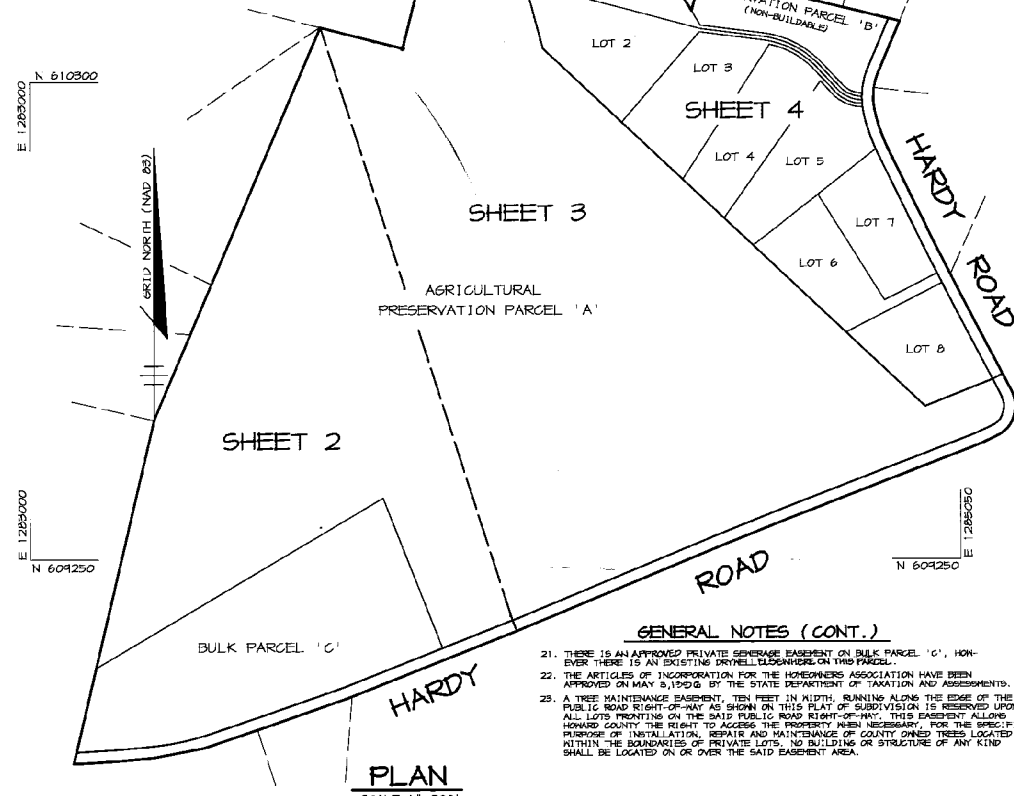 PARCEL 'B'
(NON-BUILDABLE)
LOT 2
LOT 3
N 610300
E 1283000
SHEET 4
LOT 4
LOT 5
HARDY
GRID NORTH (NAD 83)
SHEET 3
LOT 7
LOT 6
ROAD
AGRICULTURAL
PRESERVATION PARCEL 'A'
LOT 8
SHEET 2
E 1283000
N 609250
E 1285050
N 609250
ROAD
BULK PARCEL 'C'
HARDY
GENERAL NOTES (CONT.)
21. THERE IS AN APPROVED PRIVATE SEWERAGE EASEMENT ON BULK PARCEL 'C', HOW-
EVER THERE IS AN EXISTING DRYWELL ELSEWHERE ON THIS PARCEL.
22. THE ARTICLES OF INCORPORATION FOR THE HOMEOWNERS ASSOCIATION HAVE BEEN
APPROVED ON MAY BY THE STATE DEPARTMENT OF TAXATION AND ASSESSMENTS.
23. A TREE MAINTENANCE EASEMENT, TEN FEET IN WIDTH, RUNNING ALONG THE EDGE OF THE
PUBLIC ROAD RIGHT-OF-WAY AS SHOWN ON THIS PLAT OF SUBDIVISION IS RESERVED UPO
ALL LOTS FRONTING ON THE SAID PUBLIC ROAD RIGHT-OF-WAY. THIS EASEMENT ALLOWS
HOWARD COUNTY THE RIGHT TO ACCESS THE PROPERTY WHEN NECESSARY, FOR THE SPECIF
PURPOSE OF INSTALLATION, REPAIR AND MAINTENANCE OF COUNTY OWNED TREES LOCATED
WITHIN THE BOUNDARIES OF PRIVATE LOTS. NO BUILDING OR STRUCTURE OF ANY KIND
SHALL BE LOCATED ON OR OVER THE SAID EASEMENT AREA.
PLAN